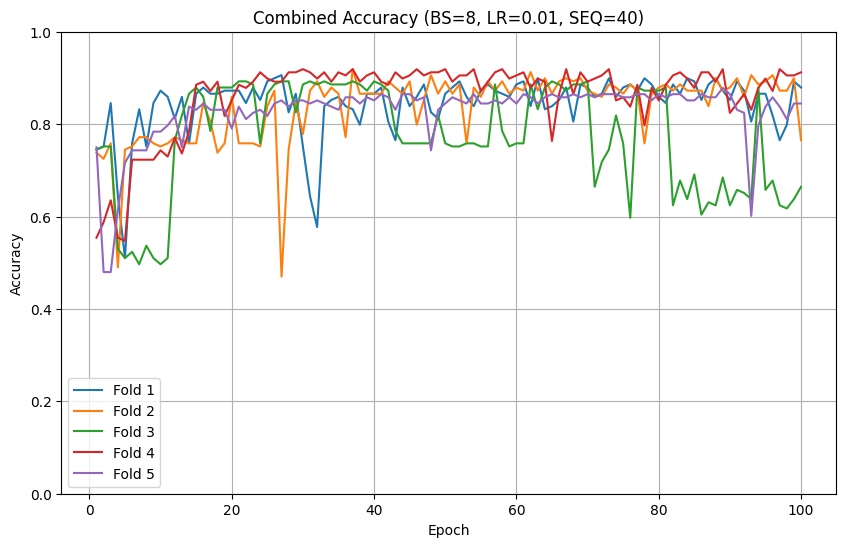 Combined Accuracy (BS=8, LR=0.01, SEQ=40)
1.0
0.8
0.6
0.4
0.2
0.0
Accuracy
Fold 1
Fold 2
Fold 3
Fold 4
Fold 5
0 20 40 60 80 100
Epoch